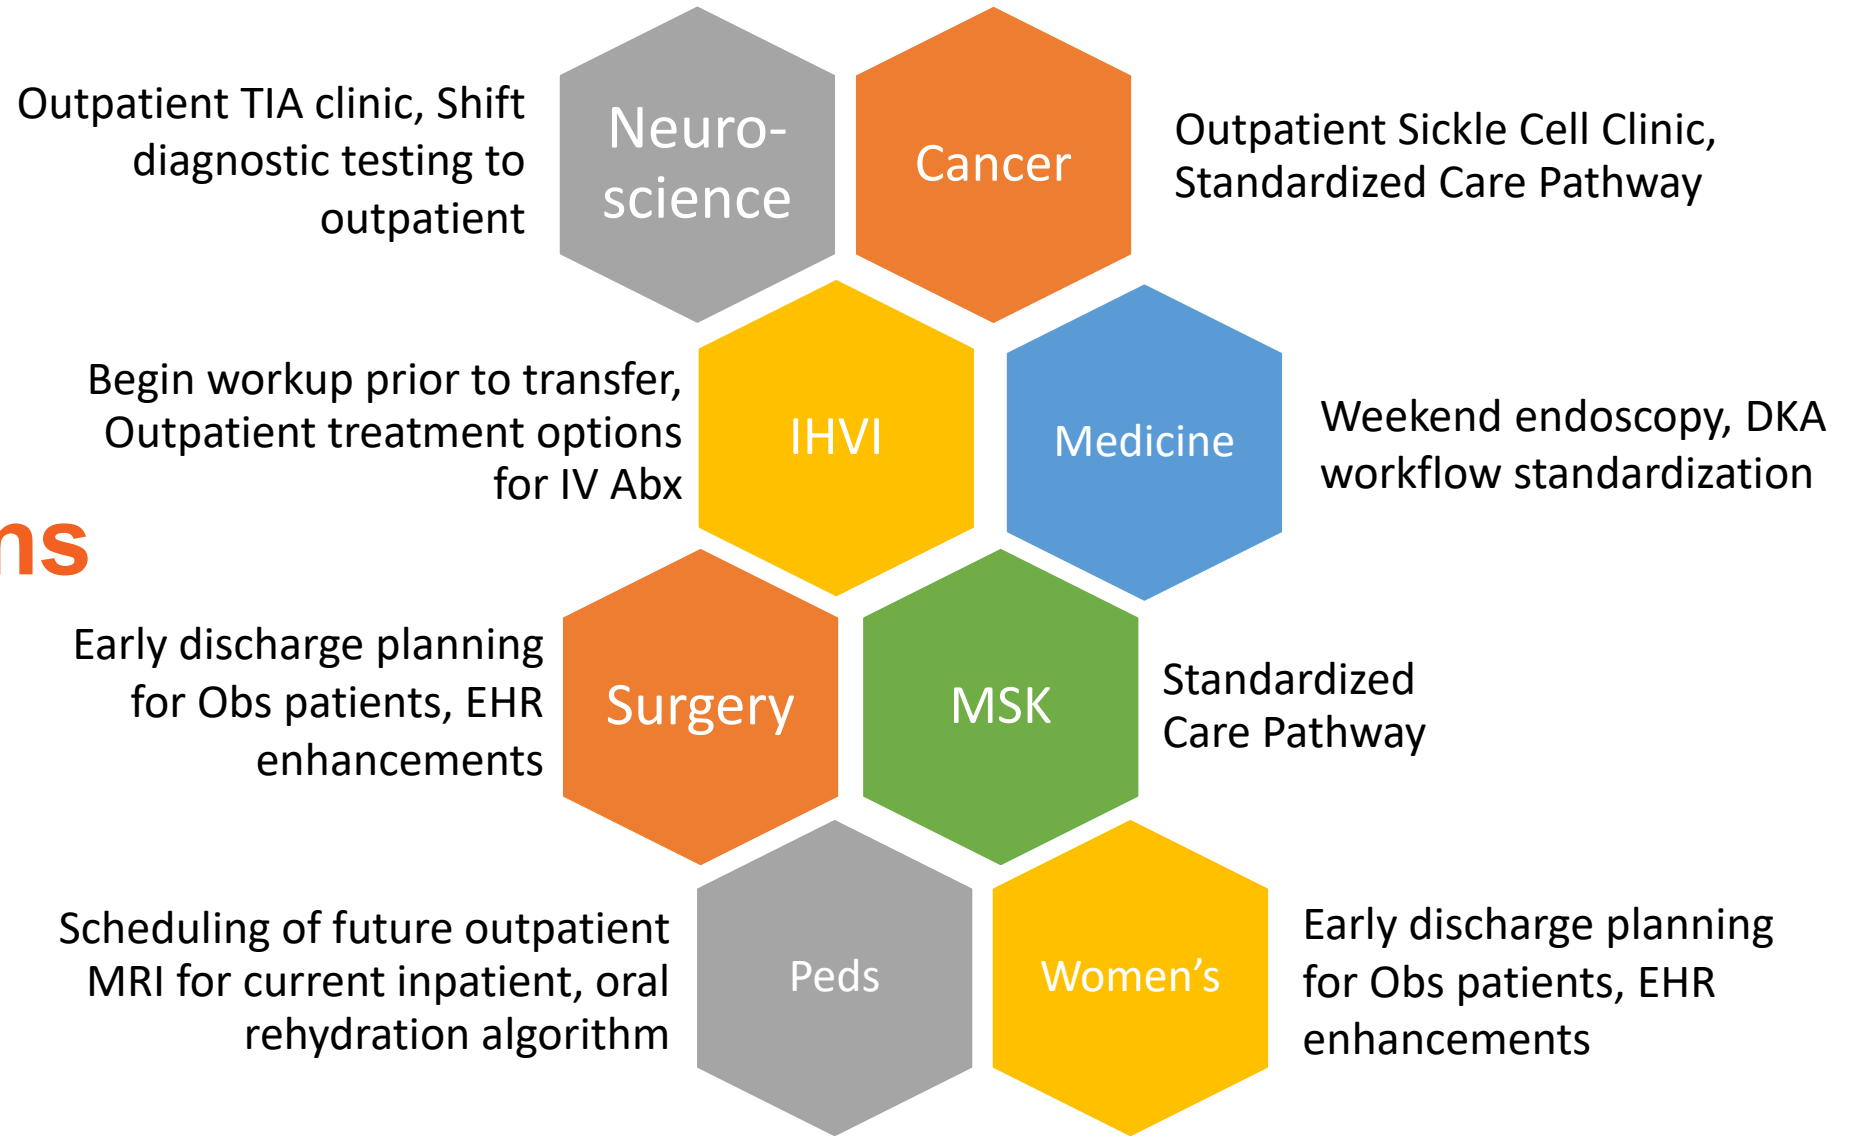 Outpatient TIA clinic, Shift
diagnostic testing to
outpatient
Neuro-
science
Cancer
Outpatient Sickle Cell Clinic,
Standardized Care Pathway
Begin workup prior to transfer,
Outpatient treatment options
for IV Abx
IHVI
Medicine
Weekend endoscopy, DKA
workflow standardization
ns
Early discharge planning
for Obs patients, EHR
enhancements
Surgery
MSK
Standardized
Care Pathway
Scheduling of future outpatient
MRI for current inpatient, oral
rehydration algorithm
Peds
Women’s
Early discharge planning
for Obs patients, EHR
enhancements